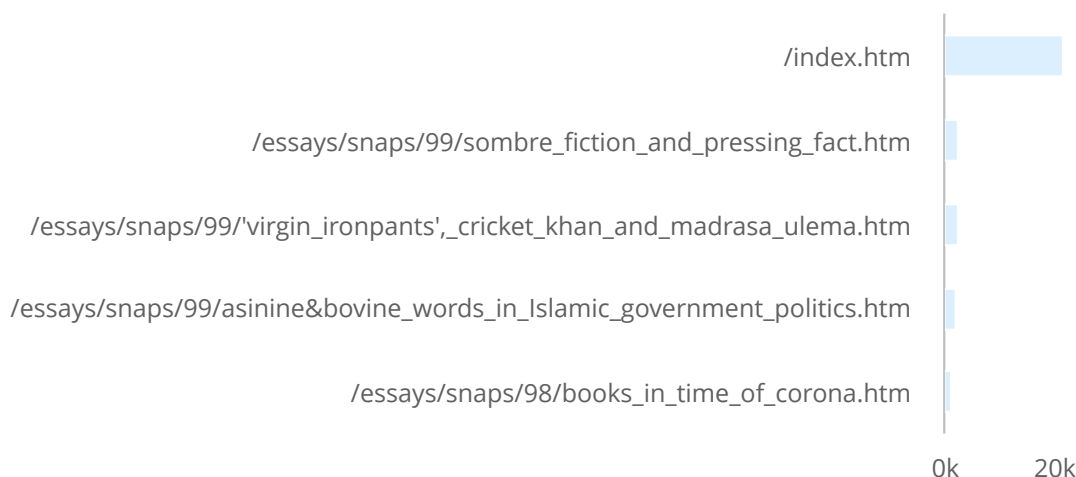 /index.htm
/essays/snaps/99/sombre_fiction_and_pressing_fact.htm
/essays/snaps/99/'virgin_ironpants',_cricket_khan_and_madrasa_ulema.htm
/essays/snaps/99/asinine&bovine_words_in_Islamic_government_politics.htm
/essays/snaps/98/books_in_time_of_corona.htm
0k 20k